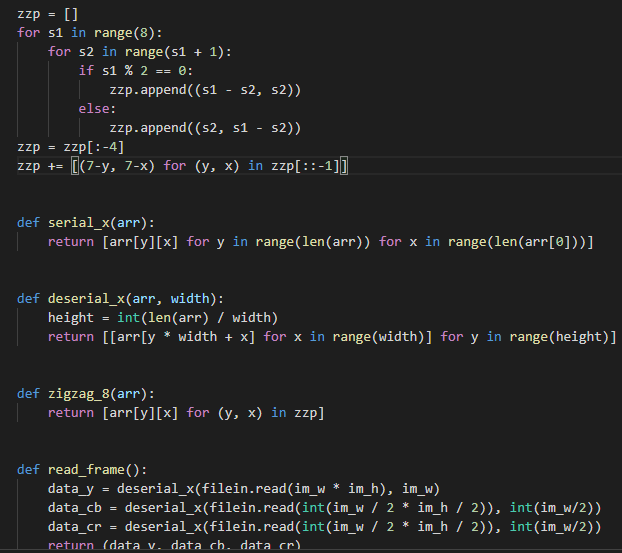 zzp = []
for s1 in range(8):
    for s2 in range(s1 + 1):
        if s1 % 2 == 0:
            zzp.append((s1 - s2, s2))
        else:
            zzp.append((s2, s1 - s2))
zzp = zzp[:-4]
zzp += [(7-y, 7-x) for (y, x) in zzp[::-1]]
def serial_x(arr):
    return [arr[y][x] for y in range(len(arr)) for x in range(len(arr[0]))]
def deserial_x(arr, width):
    height = int(len(arr) / width)
    return [[arr[y * width + x] for x in range(width)] for y in range(height)]
def zigzag_8(arr):
    return [arr[y][x] for (y, x) in zzp]
def read_frame():
    data_y = deserial_x(filein.read(im_w * im_h), im_w)
    data_cb = deserial_x(filein.read(int(im_w / 2 * im_h / 2)), int(im_w/2))
    data_cr = deserial_x(filein.read(int(im_w / 2 * im_h / 2)), int(im_w/2))
    return (data_y, data_cb, data_cr)